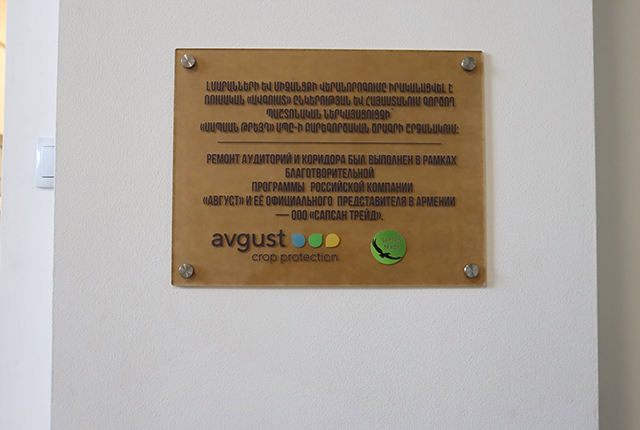 ԼՍԱՐԱՆՆԵՐԻ ԵՎ ՄԻՋԱՆՑՔԻ ՎԵՐԱՆՈՐՈԳՈՒՄԸ ԻՐԱԿԱՆԱՑՎԵԼ Է
ՌՈՒՍԱԿԱՆ «ԱՎԳՈՒՍՏ» ԸՆԿԵՐՈՒԹՅԱՆ ԵՎ ՀԱՅԱՍՏԱՆՈՒՄ ԳՈՐԾՈՂ
ՊԱՇՏՈՆԱԿԱՆ ՆԵՐԿԱՅԱՑՈՒՑՉԻ՝
«ՍԱՊՍԱՆ ԹՐԵՅԴ» ՍՊԸ-Ի ԲԱՐԵԳՈՐԾԱԿԱՆ ԾՐԱԳՐԻ ՇՐՋԱՆԱԿՈՒՄ:
РЕМОНТ АУДИТОРИЙ И КОРИДОРА БЫЛ ВЫПОЛНЕН В РАМКАХ
БЛАГОТВОРИТЕЛЬНОЙ
ПРОГРАММЫ РОССИЙСКОЙ КОМПАНИИ
«АВГУСТ» И ЕЁ ОФИЦИАЛЬНОГО ПРЕДСТАВИТЕЛЯ В АРМЕНИИ
— ООО «САПСАН ТРЕЙД».
avgust
crop protection